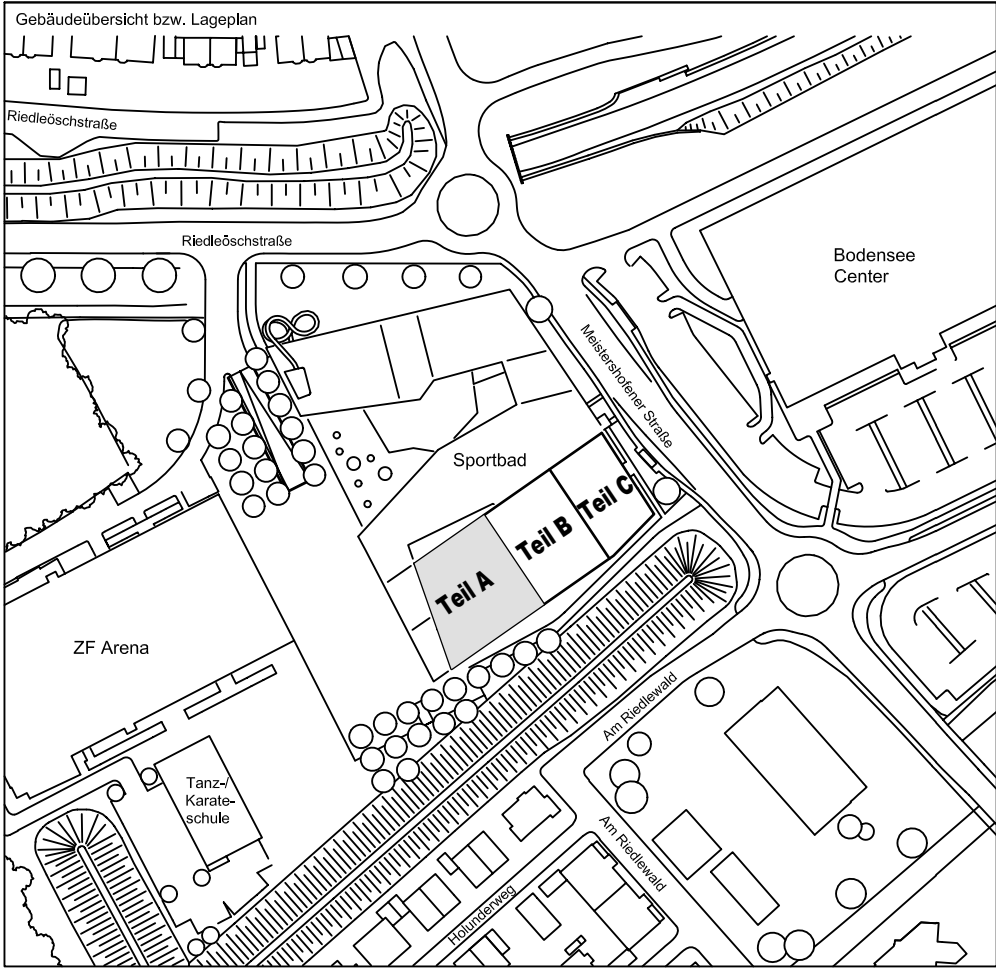 Gebäudeübersicht bzw. Lageplan
Riedleöschstraße
Riedleöschstraße
Bodensee
Center
Meistershofener Straße
Sportbad
Teil C
Teil B
Teil A
ZF Arena
Am Riedlewald
Tanz-/
Karate-
schule
Am Riedlewald
Holunderweg